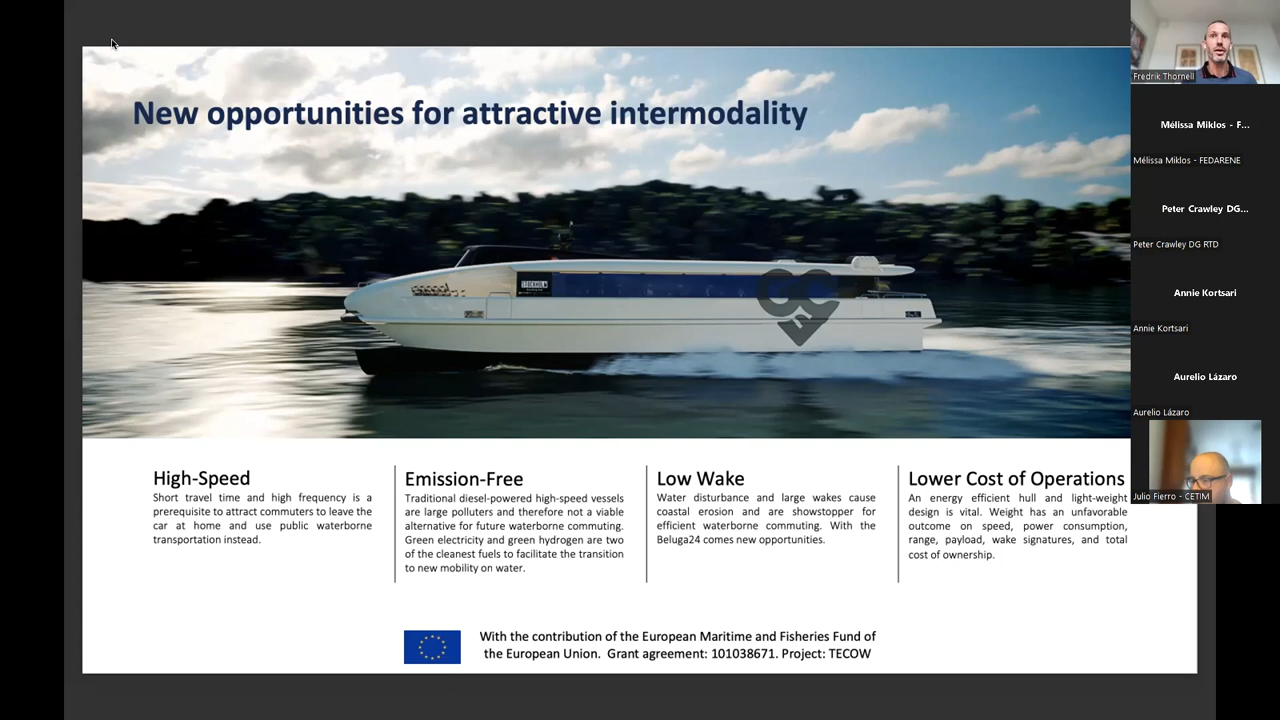 New opportunities for attractive intermodality
STOCKHOLM
High-Speed
Short travel time and high frequency is a
prerequisite to attract commuters to leave the
car at home and use public waterborne
transportation instead.
Emission-Free
Traditional diesel-powered high-speed vessels
are large polluters and therefore not a viable
alternative for future waterborne commuting.
Green electricity and green hydrogen are two
of the cleanest fuels to facilitate the transition
to new mobility on water.
Low Wake
Water disturbance and large wakes cause
coastal erosion and are showstopper for
efficient waterborne commuting. With the
Beluga24 comes new opportunities.
Lower Cost of Operations
An energy efficient hull and light-weight
design is vital. Weight has an unfavorable
outcome on speed, power consumption,
range, payload, wake signatures, and total
cost of ownership.
With the contribution of the European Maritime and Fisheries Fund of
the European Union. Grant agreement: 101038671. Project: TECOW
Fredrik Thornell
Mélissa Miklos - F...
Mélissa Miklos - FEDARENE
Peter Crawley DG...
Peter Crawley DG RTD
Annie Kortsari
Annie Kortsari
Aurelio Lázaro
Aurelio Lázaro
Julio Fierro - CETIM